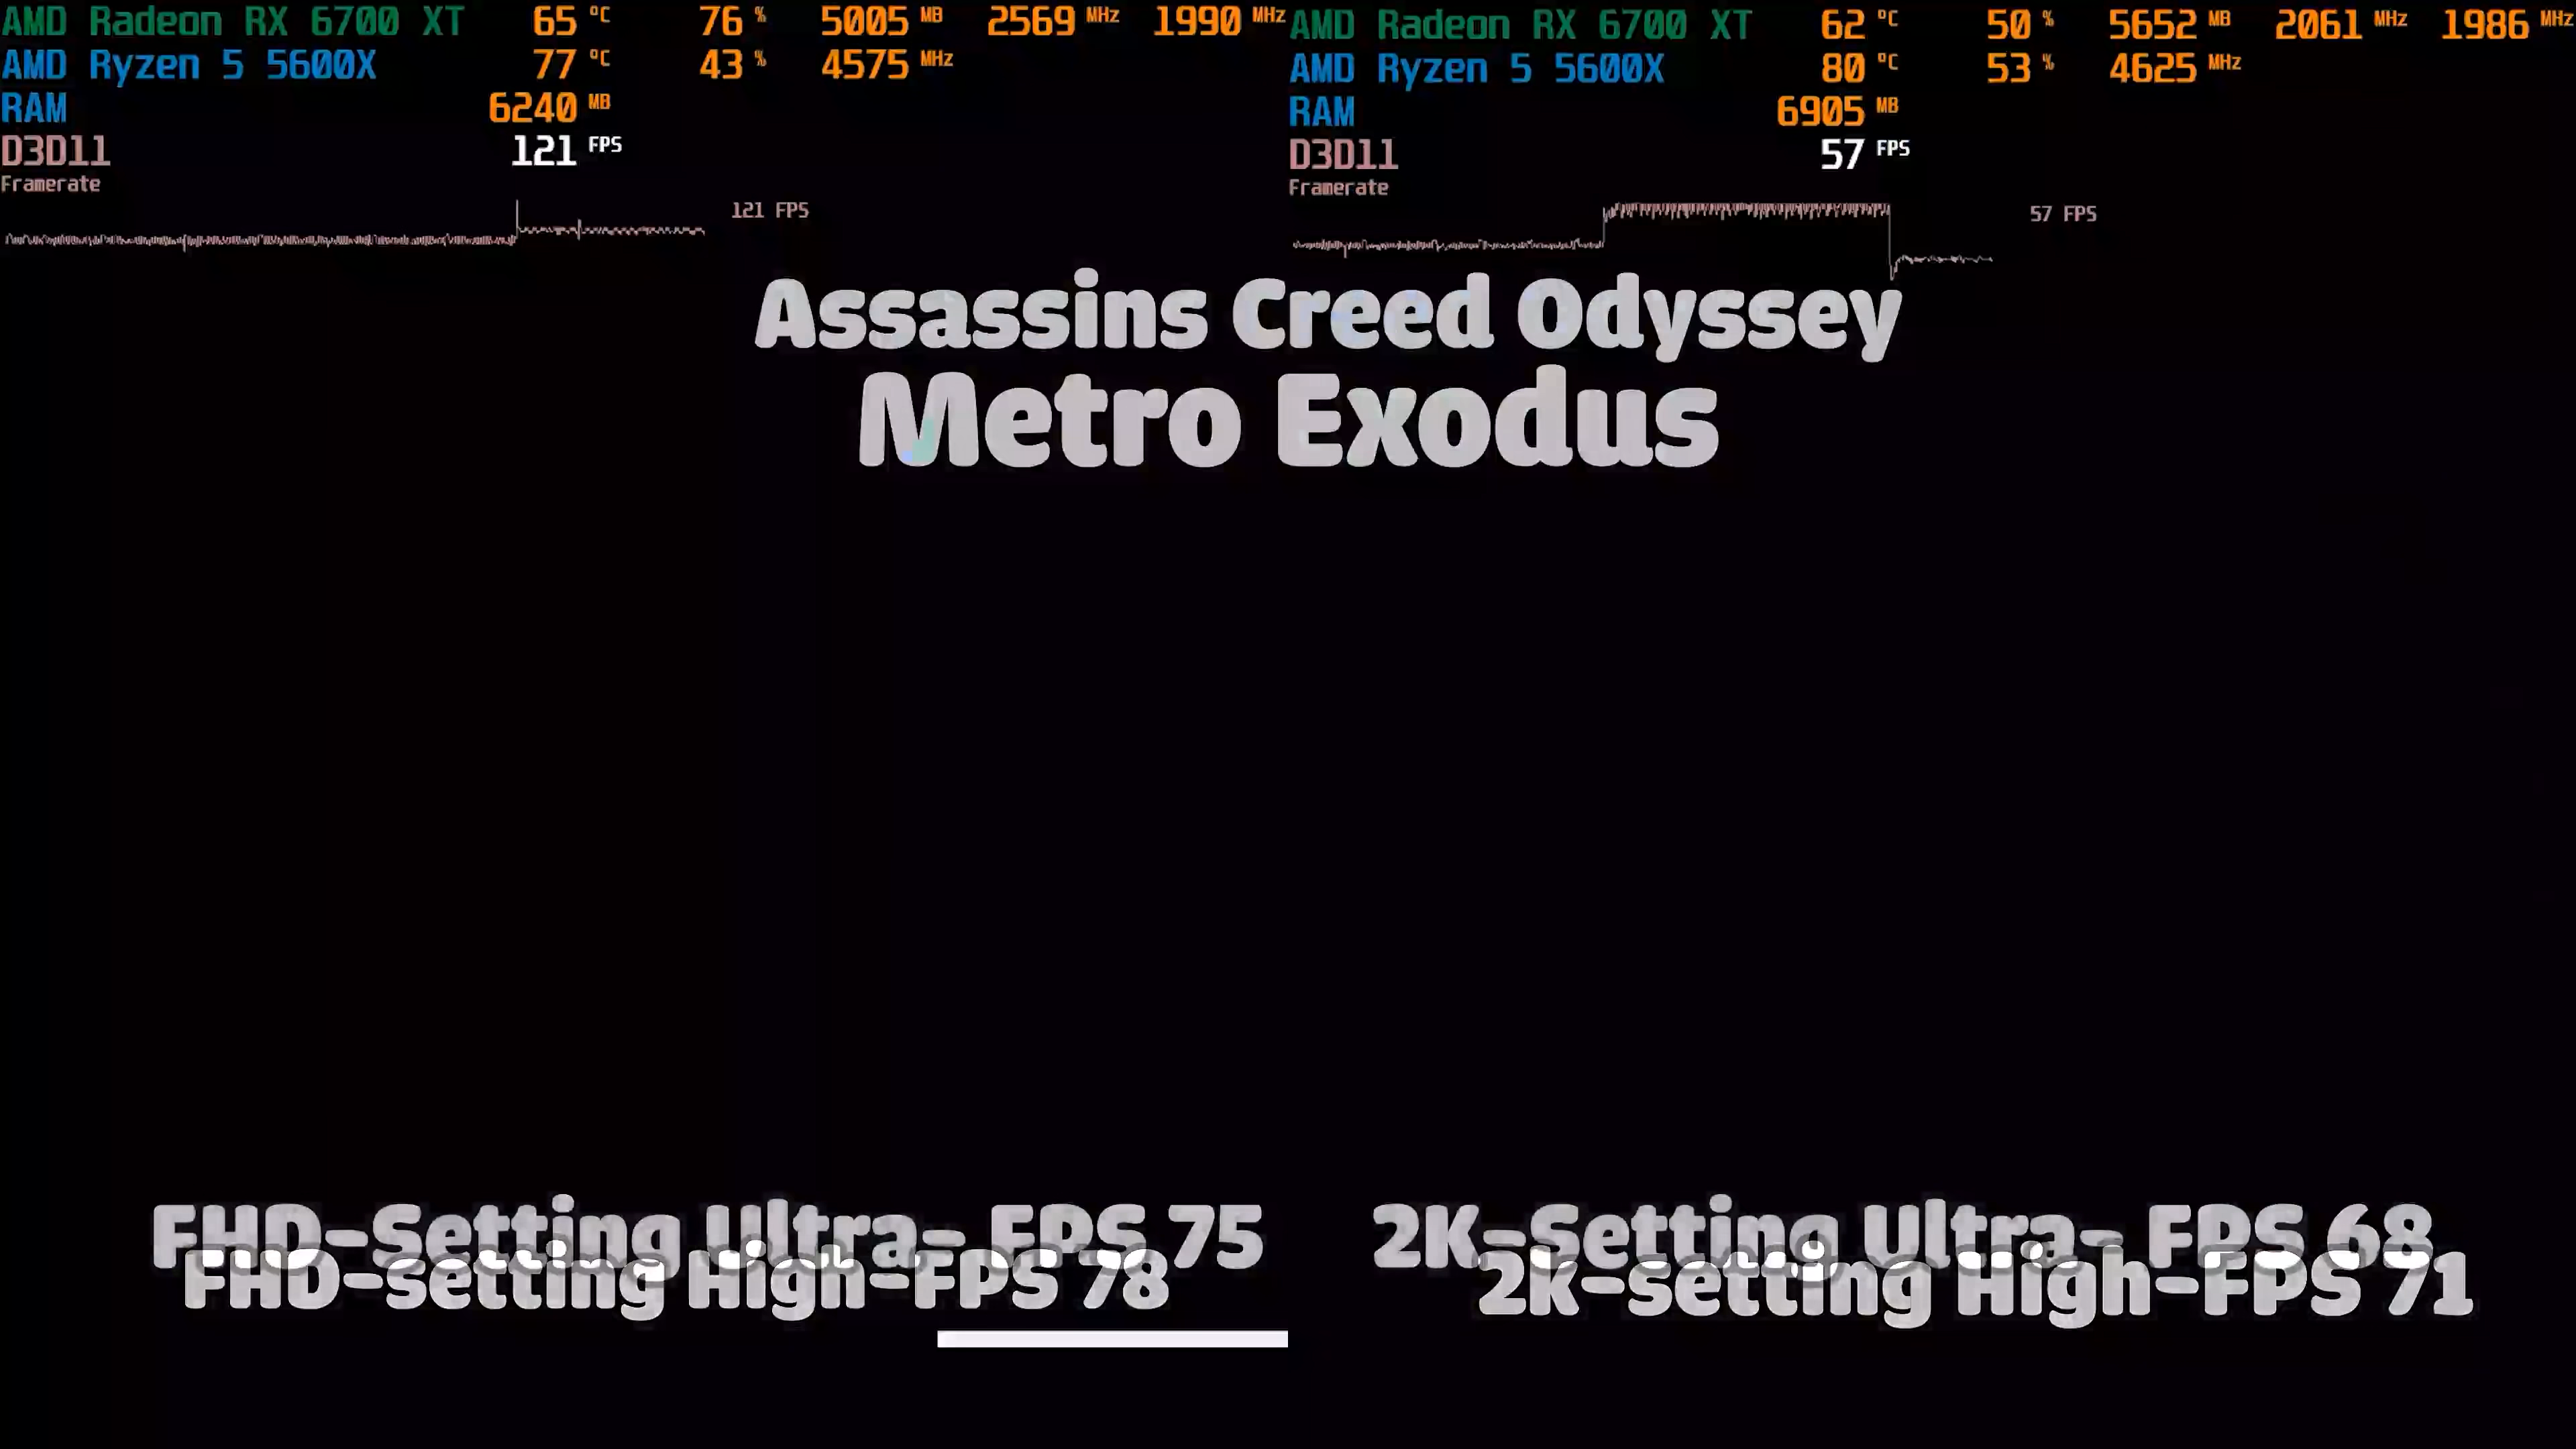 AMD Radeon RX 6700 XT 65 °C 76 % 5005 MB 2569 MHz 1990 MHz
AMD Ryzen 5 5600X 77 °C 43 % 4575 MHz
RAM 6240 MB
D3D11 121 FPS
Framerate
121 FPS
AMD Radeon RX 6700 XT 62 °C 50 % 5652 MB 2061 MHz 1986 MHz
AMD Ryzen 5 5600X 80 °C 53 % 4625 MHz
RAM 6905 MB
D3D11 57 FPS
Framerate
57 FPS
Assassins Creed Odyssey
Metro Exodus
FHD-Setting Ultra- FPS 75
FHD-setting High-FPS 78
2K-Setting Ultra- FPS 68
2k-setting High-FPS 71